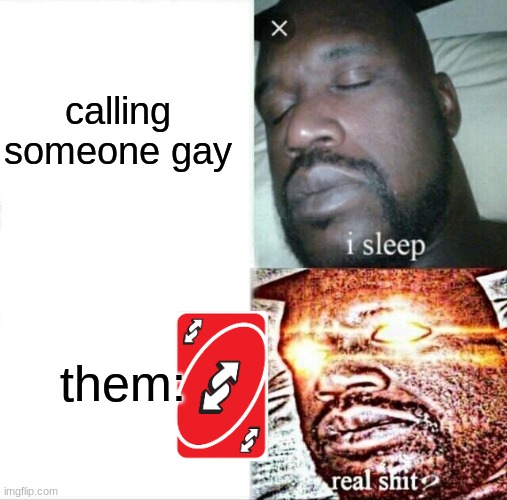 calling
someone gay
i sleep
them:
real shit?
imgflip.com